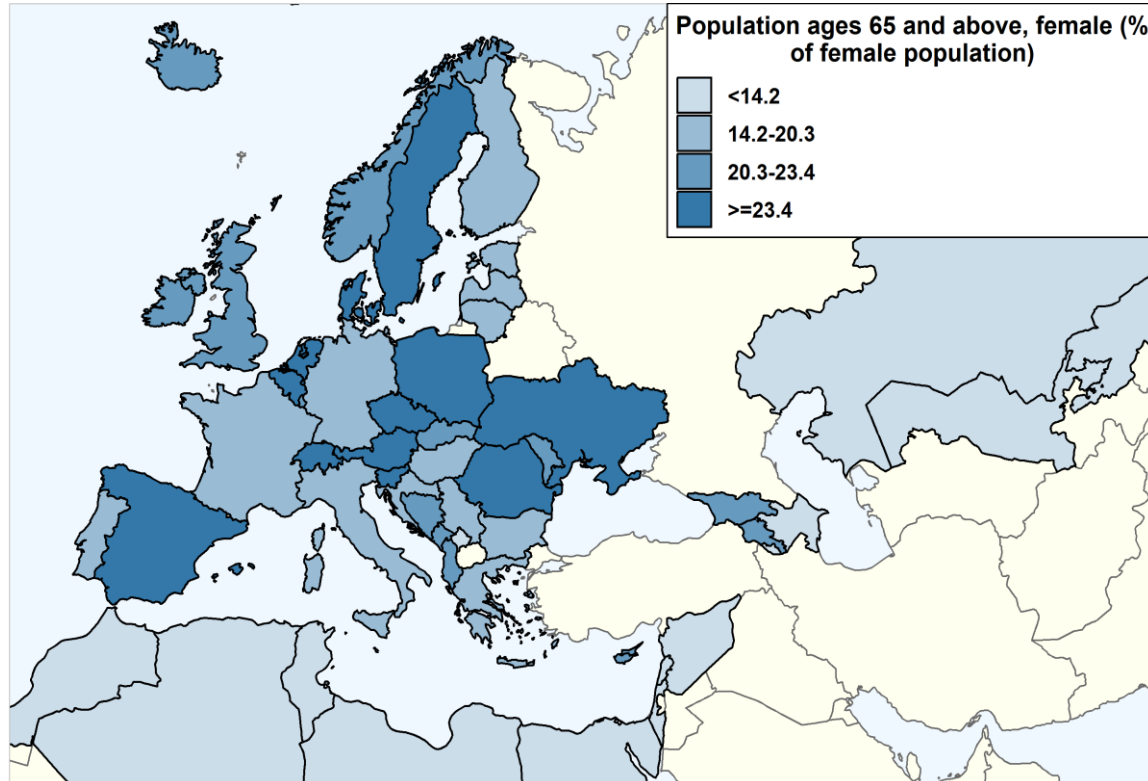 Population ages 65 and above, female (%
of female population)
<14.2
14.2-20.3
20.3-23.4
>=23.4